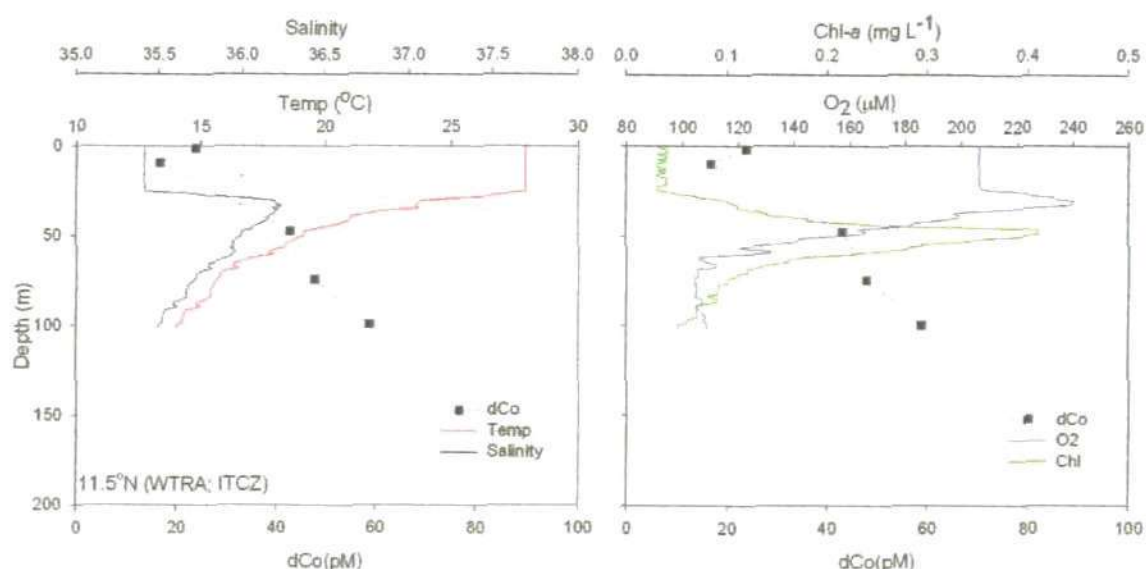 Salinity
35.0 35.5 36.0 36.5 37.0 37.5 38.0
Temp (°C)
10 15 20 25 30
0
50
100
150
200
Depth (m)
dCo
Temp
Salinity
11.5°N (WTRA; ITCZ)
0 20 40 60 80 100
dCo(pM)
Chl-a (mg L-1)
0.0 0.1 0.2 0.3 0.4 0.5
O2 (µM)
80 100 120 140 160 180 200 220 240 260
dCo
O2
Chl
0 20 40 60 80 100
dCo(pM)